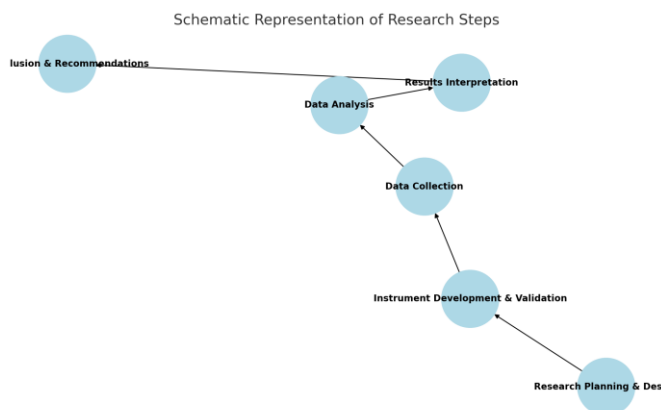 Schematic Representation of Research Steps
lusion & Recommendations
Results Interpretation
Data Analysis
Data Collection
Instrument Development & Validation
Research Planning & Des